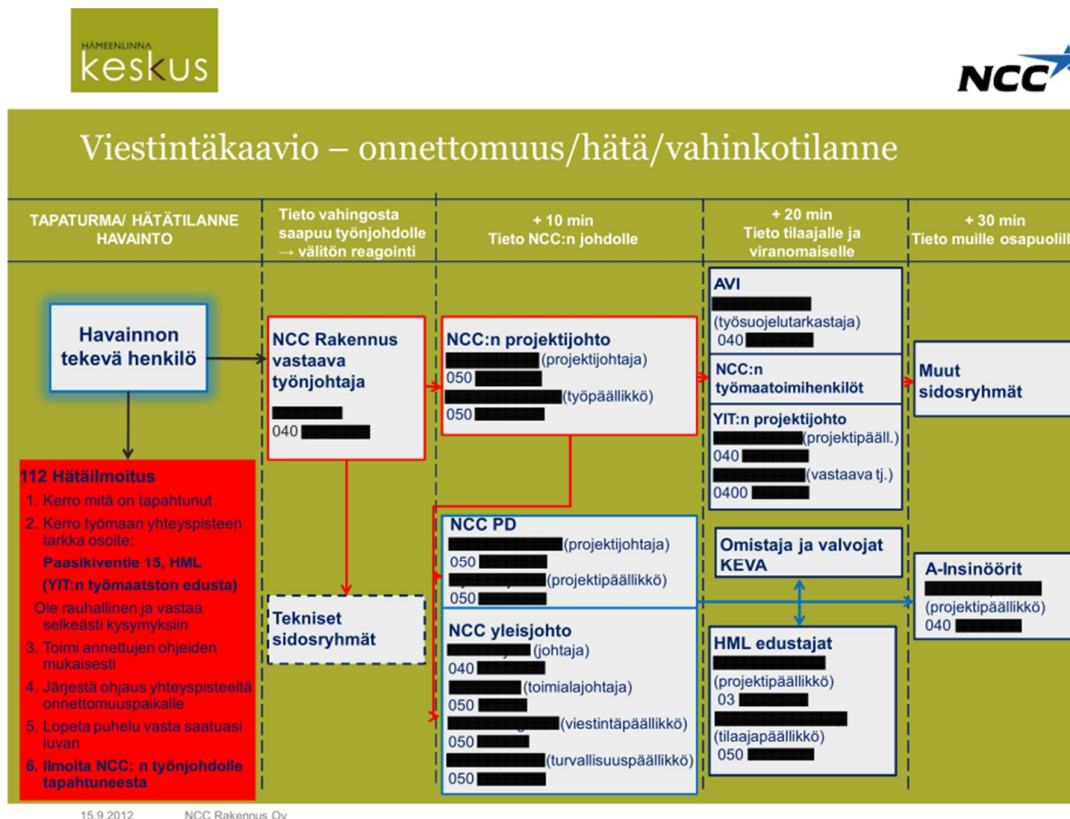 HÄMEENLINNA
keskus
NCC
Viestintäkaavio – onnettomuus/hätä/vahinkotilanne
TAPATURMA/ HÄTÄTILANNE
HAVAINTO
Tieto vahingosta
saapuu työnjohdolle
→ välitön reagointi
+ 10 min
Tieto NCC:n johdolle
+ 20 min
Tieto tilaajalle ja
viranomaiselle
+ 30 min
Tieto muille osapuolill
Havainnon
tekevä henkilö
112 Hätäilmoitus
1. Kerro mitä on tapahtunut
2. Kerro työmaan yhteyspisteen
tarkka osoite:
Paasikiventie 15, HML
(YIT:n työmaatston edusta)
Ole rauhallinen ja vastaa
selkeästi kysymyksiin
3. Toimi annettujen ohjeiden
mukaisesti
4. Järjestä ohjaus yhteyspisteeltä
onnettomuuspaikalle
5. Lopeta puhelu vasta saatuasi
luvan
6. Ilmoita NCC: n työnjohdolle
tapahtuneesta
NCC Rakennus
vastaava
työnjohtaja
040
Tekniset
sidosryhmät
NCC:n projektijohto
(projektijohtaja)
050
(työpäällikkö)
050
NCC PD
(projektijohtaja)
050
(projektipäällikkö)
050
NCC yleisjohto
(johtaja)
040
(toimialajohtaja)
050
(viestintäpäällikkö)
050
(turvallisuuspäällikkö)
050
AVI
(työsuojelutarkastaja)
040
NCC:n
työmaatoimihenkilöt
YIT:n projektijohto
(projektipääll.)
040
(vastaava tj.)
0400
Omistaja ja valvojat
KEVA
HML edustajat
(projektipäällikkö)
03
(tilaajapäällikkö)
050
Muut
sidosryhmät
A-Insinöörit
(projektipäällikkö)
040
15.9.2012 NCC Rakennus Oy